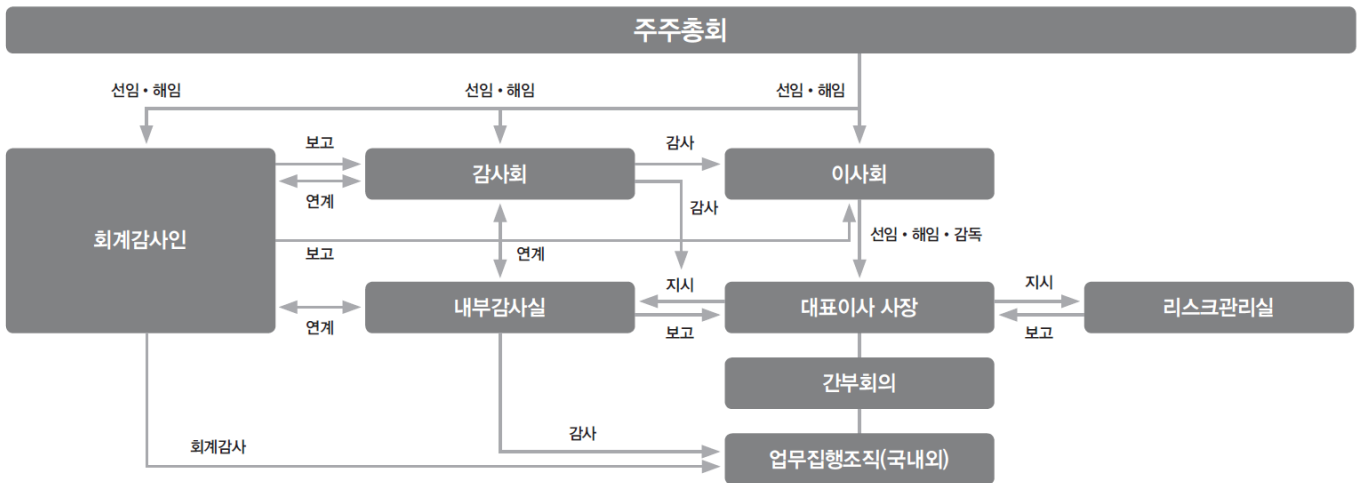 주주총회
선임・해임
선임・해임
선임・해임
보고
감사
회계감사인
감사회
이사회
연계
감사
보고
연계
선임・해임・감독
지시
지시
내부감사실
대표이사 사장
리스크관리실
연계
보고
보고
간부회의
회계감사
감사
업무집행조직(국내외)